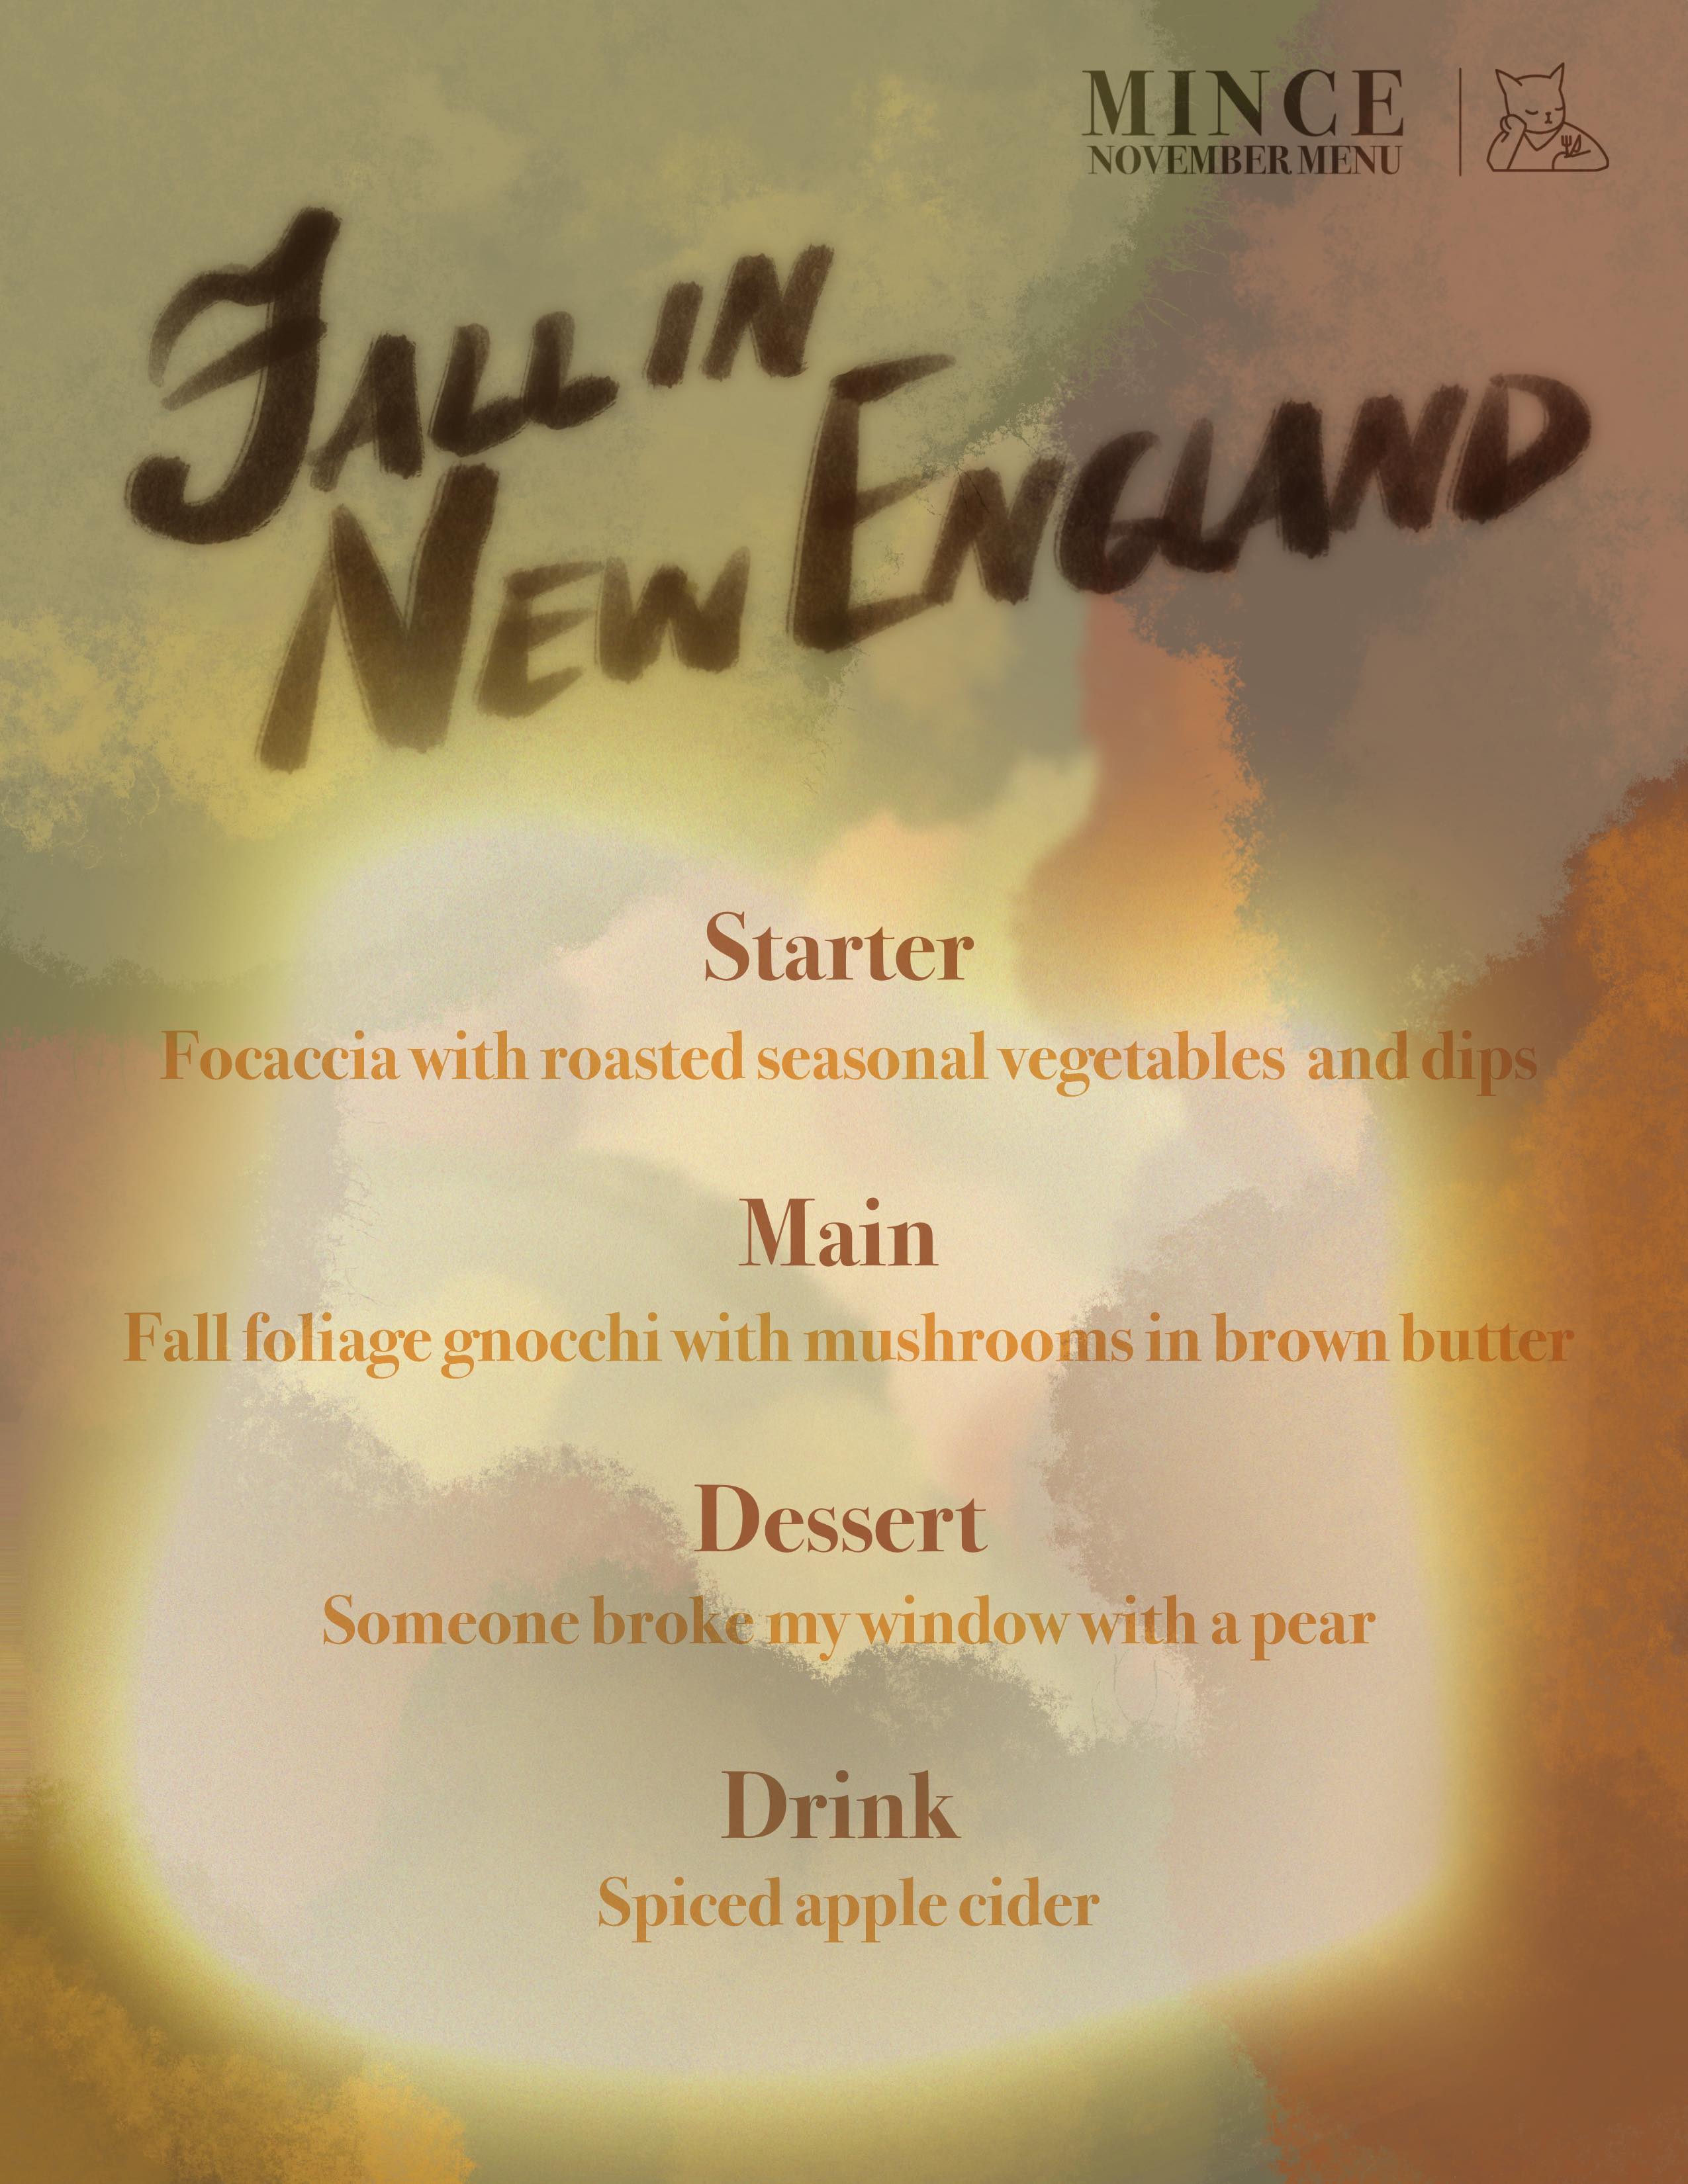 MINCE
NOVEMBER MENU
FALL IN
NEW ENGLAND
Starter
Focaccia with roasted seasonal vegetables and dips
Main
Fall foliage gnocchi with mushrooms in brown butter
Dessert
Someone broke my window with a pear
Drink
Spiced apple cider